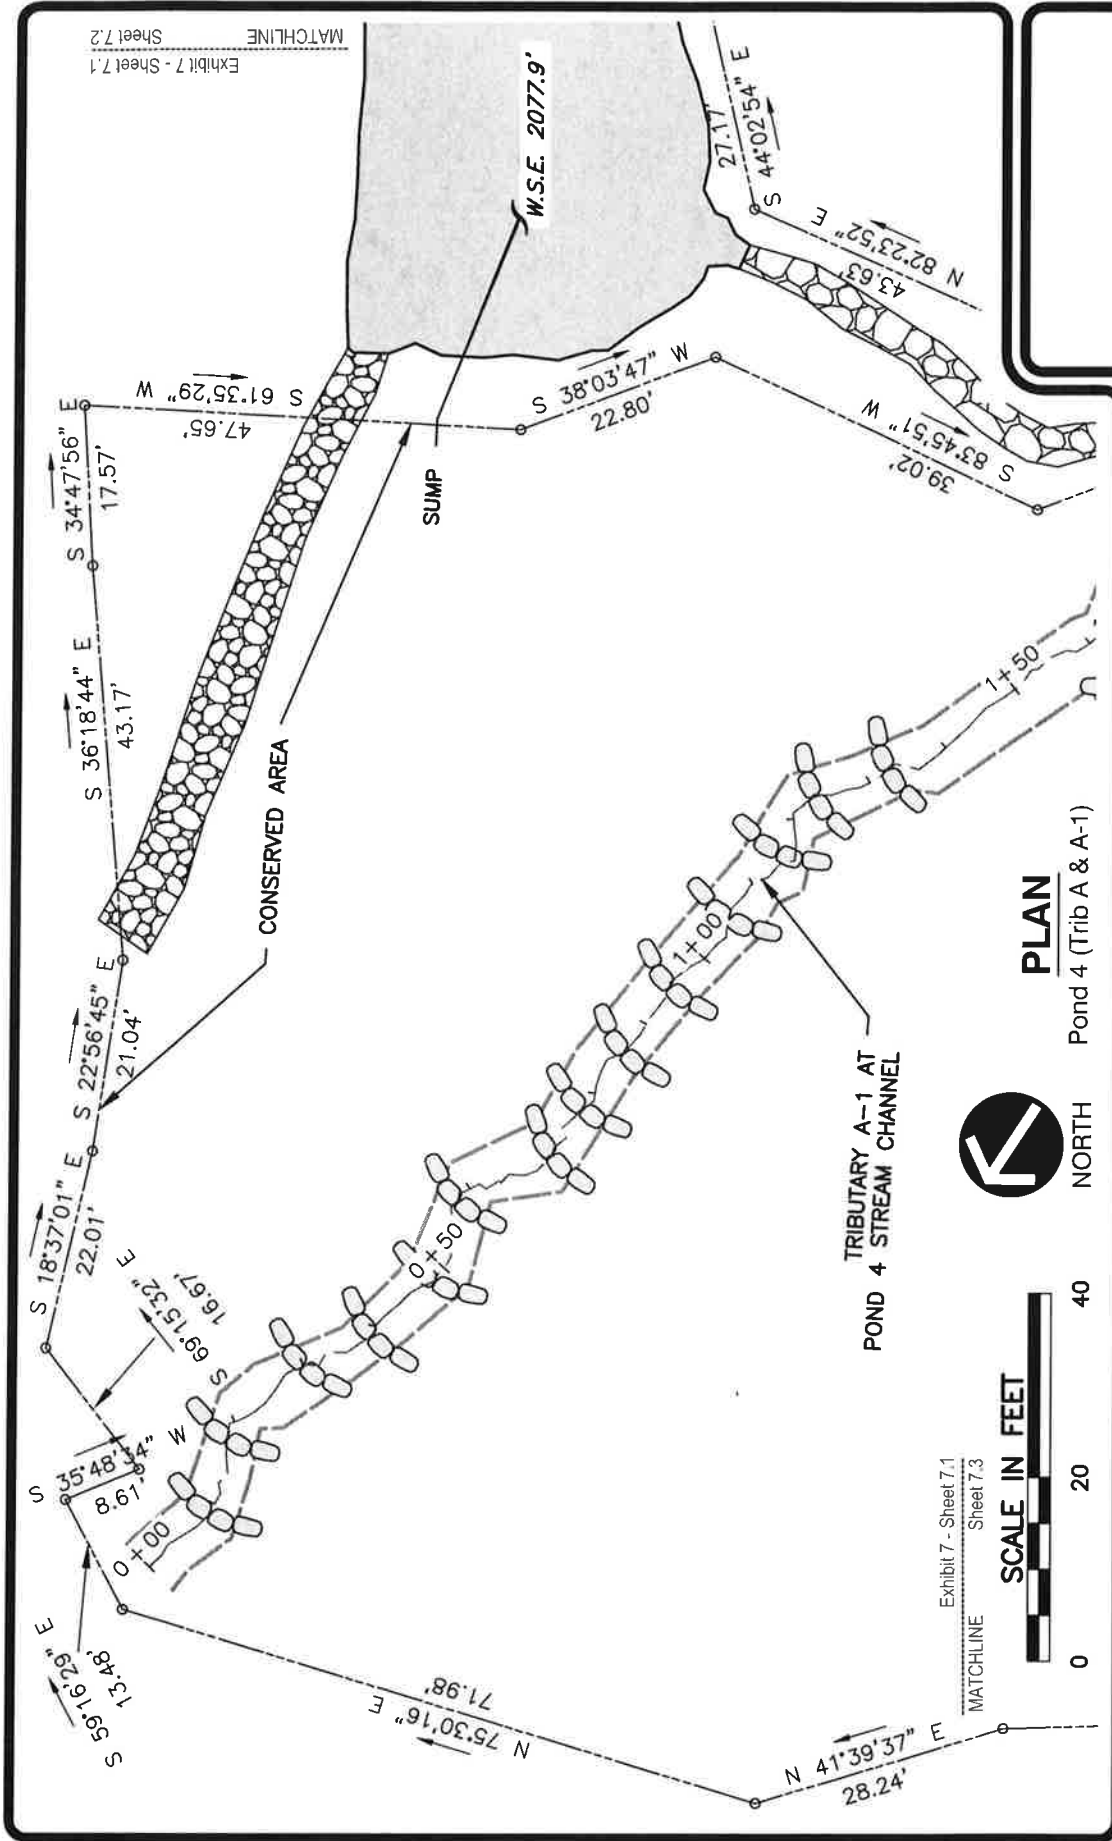 S 59°16'29" E
13.48'
S 35°48'34" W
8.61'
S 69°15'32" E
16.67'
S 18°37'01" E
22.01'
S 22°56'45" E
21.04'
S 36°18'44" E
43.17'
S 34°47'56" E
17.57'
S 61°35'29" W
47.65'
Exhibit 7 - Sheet 7.1
MATCHLINE
Sheet 7.2
CONSERVED AREA
SUMP
W.S.E. 2077.9'
S 38°03'47" W
22.80'
27.17'
S 44°02'54" E
N 82°23'52" E
43.63'
S 83°45'51" W
39.02'
0+00
0+50
1+00
1+50
N 75°30'16" E
71.98'
N 41°39'37" E
28.24'
TRIBUTARY A-1 AT
POND 4 STREAM CHANNEL
Exhibit 7 - Sheet 7.1
MATCHLINE
Sheet 7.3
SCALE IN FEET
0 20 40
NORTH
PLAN
Pond 4 (Trib A & A-1)